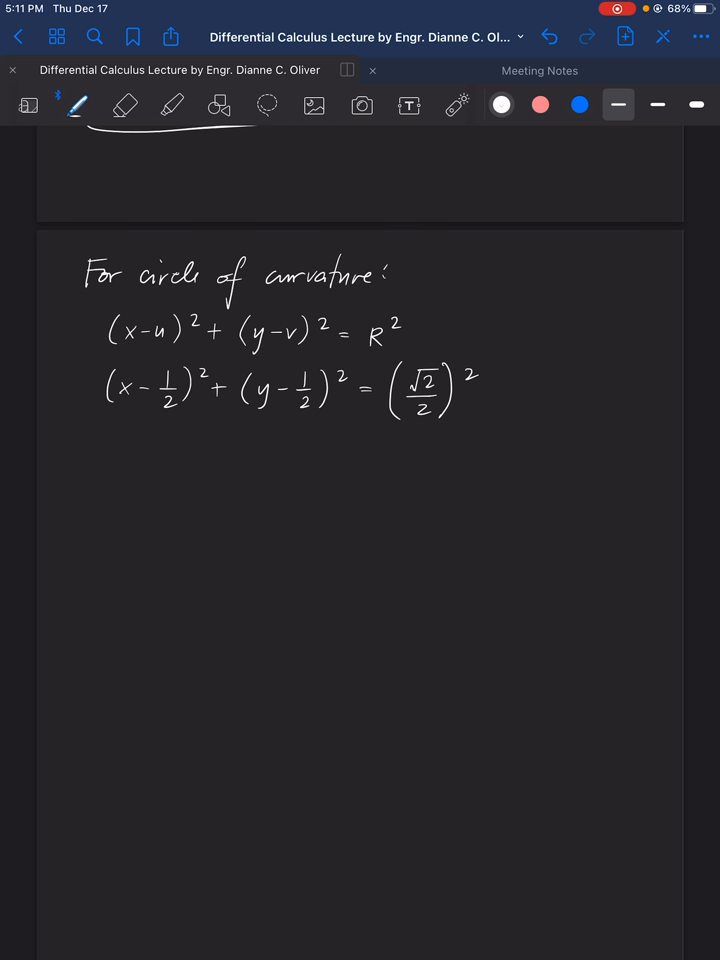 5:11 PM Thu Dec 17 68%
Differential Calculus Lecture by Engr. Dianne C. Ol...
Differential Calculus Lecture by Engr. Dianne C. Oliver
Meeting Notes
T
For circle of curvature:
(x-u)² + (y-v)² = R²
(x - 1/2)² + (y - 1/2)² = (√2/2)²